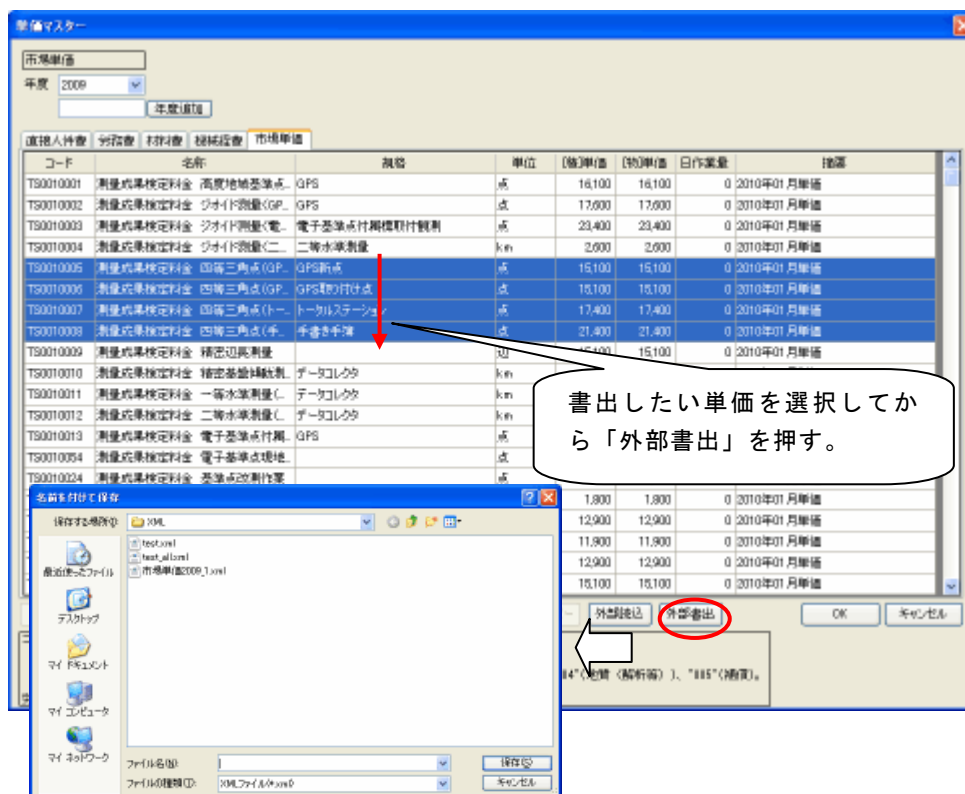 単価マスター
市場単価
年度 2009
年度追加
直接人件費 労務費 材料費 機械経費 市場単価
コード 名称 規格 単位 [積]単価 [物]単価 日作業量 摘要
TS0010001 測量成果検定料金 高度地域基準点_ GPS 点 16,100 16,100 0 2010年01月単価
TS0010002 測量成果検定料金 ジオイド測量(GP_ GPS 点 17,600 17,600 0 2010年01月単価
TS0010003 測量成果検定料金 ジオイド測量(電_ 電子基準点付属標取付観測 点 23,400 23,400 0 2010年01月単価
TS0010004 測量成果検定料金 ジオイド測量(二_ 二等水準測量 km 2,600 2,600 0 2010年01月単価
TS0010005 測量成果検定料金 四等三角点(GP_ GPS新点 点 15,100 15,100 0 2010年01月単価
TS0010006 測量成果検定料金 四等三角点(GP_ GPS取り付け点 点 15,100 15,100 0 2010年01月単価
TS0010007 測量成果検定料金 四等三角点(トー_ トータルステーション 点 17,400 17,400 0 2010年01月単価
TS0010008 測量成果検定料金 四等三角点(手_ 手書き手簿 点 21,400 21,400 0 2010年01月単価
TS0010009 測量成果検定料金 精密辺長測量 辺 15,100 15,100 0 2010年01月単価
TS0010010 測量成果検定料金 精密基盤傾斜測_ データコレクタ km
TS0010011 測量成果検定料金 一等水準測量(_ データコレクタ km
TS0010012 測量成果検定料金 二等水準測量(_ データコレクタ km
TS0010013 測量成果検定料金 電子基準点付属_ GPS 点
TS0010054 測量成果検定料金 電子基準点現地_ 点
TS0010024 測量成果検定料金 基準点改測作業 点
書出したい単価を選択してか
ら「外部書出」を押す。
1,800 1,800 0 2010年01月単価
12,900 12,900 0 2010年01月単価
11,900 11,900 0 2010年01月単価
12,900 12,900 0 2010年01月単価
15,100 15,100 0 2010年01月単価
外部読込 外部書出 OK キャンセル
(解析等)、"115"(補償)。
名前を付けて保存
保存する場所(I): XML
test.xml
test_all.xml
市場単価2009_1.xml
最近使ったファイル
デスクトップ
マイ ドキュメント
マイ コンピュータ
マイ ネットワーク
ファイル名(N): 保存(S)
ファイルの種類(T): XMLファイル(*.xml) キャンセル